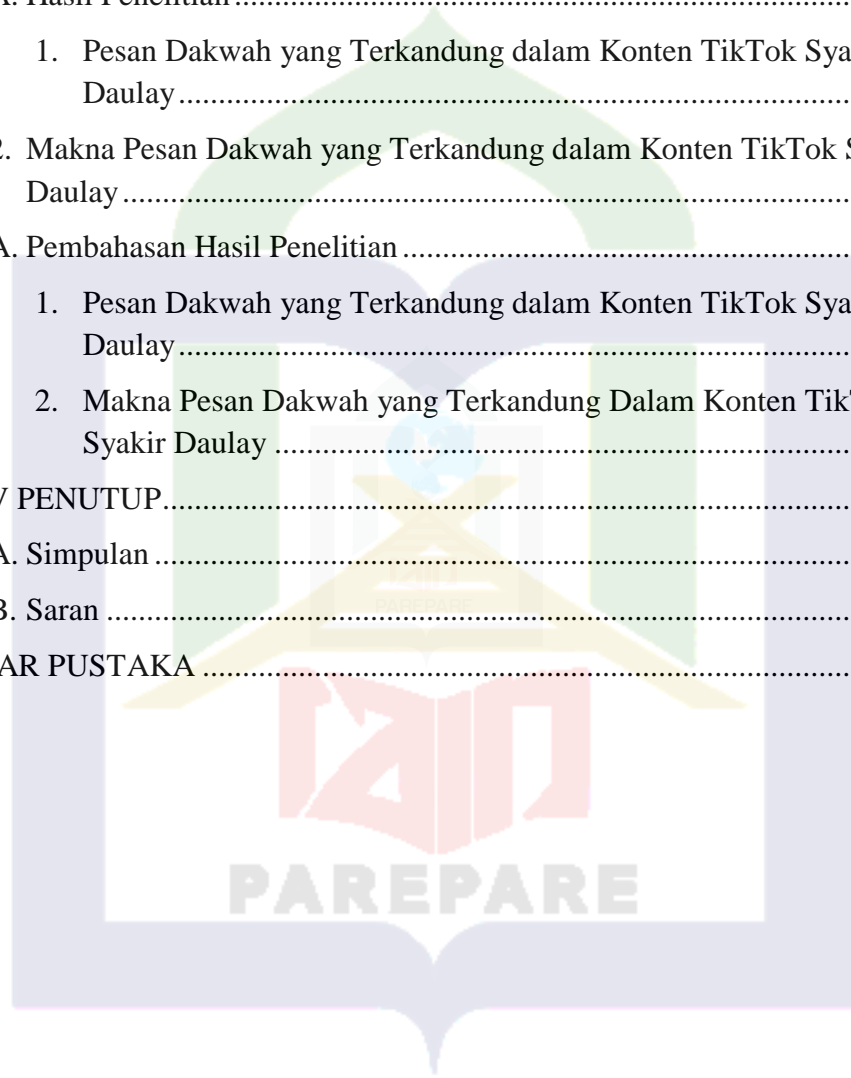 A. Hasil Penelitian
1. Pesan Dakwah yang Terkandung dalam Konten TikTok Sya
Daulay
2. Makna Pesan Dakwah yang Terkandung dalam Konten TikTok S
Daulay
A. Pembahasan Hasil Penelitian
1. Pesan Dakwah yang Terkandung dalam Konten TikTok Sya
Daulay
2. Makna Pesan Dakwah yang Terkandung Dalam Konten TikT
Syakir Daulay
V PENUTUP
A. Simpulan
B. Saran
PAREPARE
AR PUSTAKA
PAREPARE